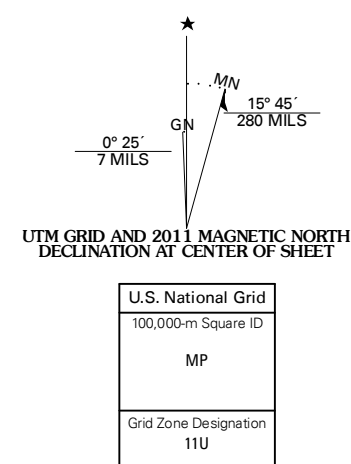 MN
15° 45´
280 MILS
GN
0° 25´
7 MILS
UTM GRID AND 2011 MAGNETIC NORTH
DECLINATION AT CENTER OF SHEET
U.S. National Grid
100,000-m Square ID
MP
Grid Zone Designation
11U